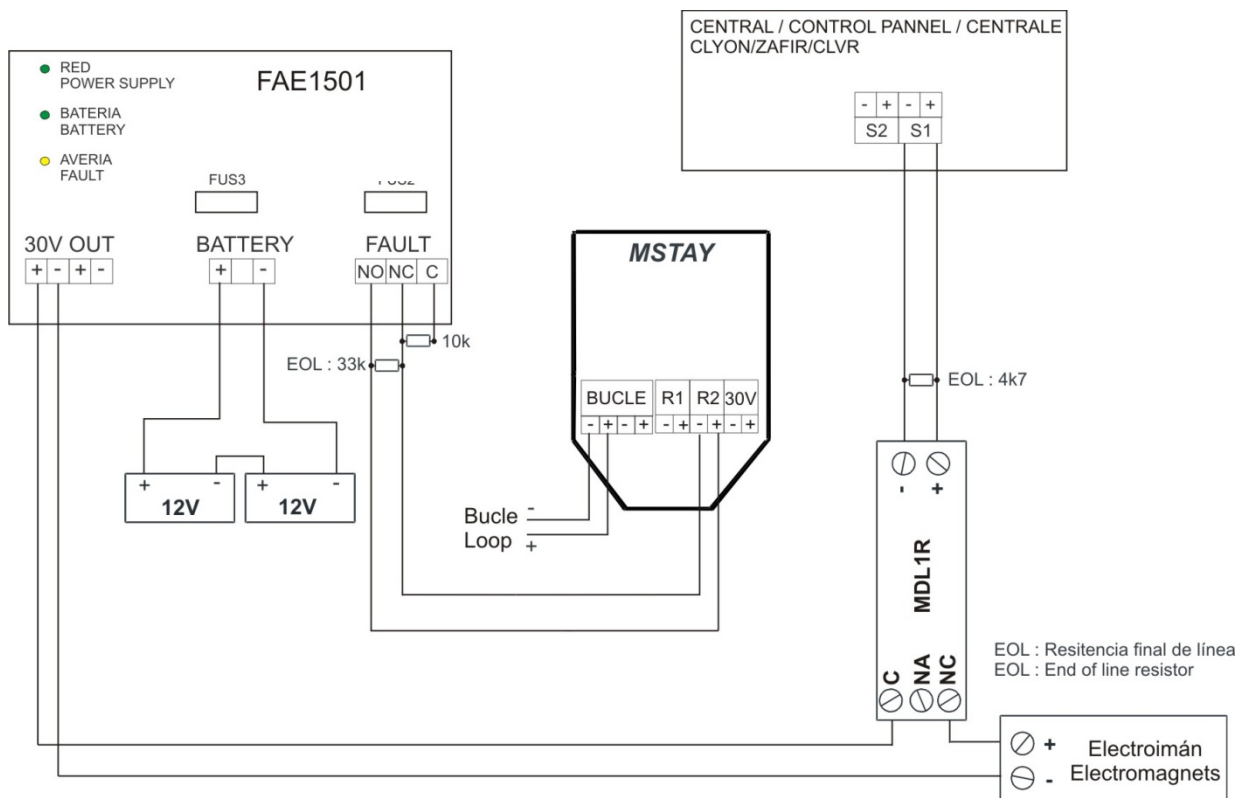 CENTRAL / CONTROL PANNEL / CENTRALE
CLYON/ZAFIR/CLVR
- + - +
S2 S1
FAE1501
RED
POWER SUPPLY
BATERIA
BATTERY
AVERIA
FAULT
FUS3
FUS2
30V OUT
+ - + -
BATTERY
+ -
FAULT
NO NC C
10k
EOL : 33k
+ - 12V
+ - 12V
MSTAY
BUCLE R1 R2 30V
- + - + - + - + - +
Bucle -
Loop +
EOL : 4k7
- +
MDL1R
C NA NC
EOL : Resitencia final de línea
EOL : End of line resistor
+ Electroimán
- Electromagnets